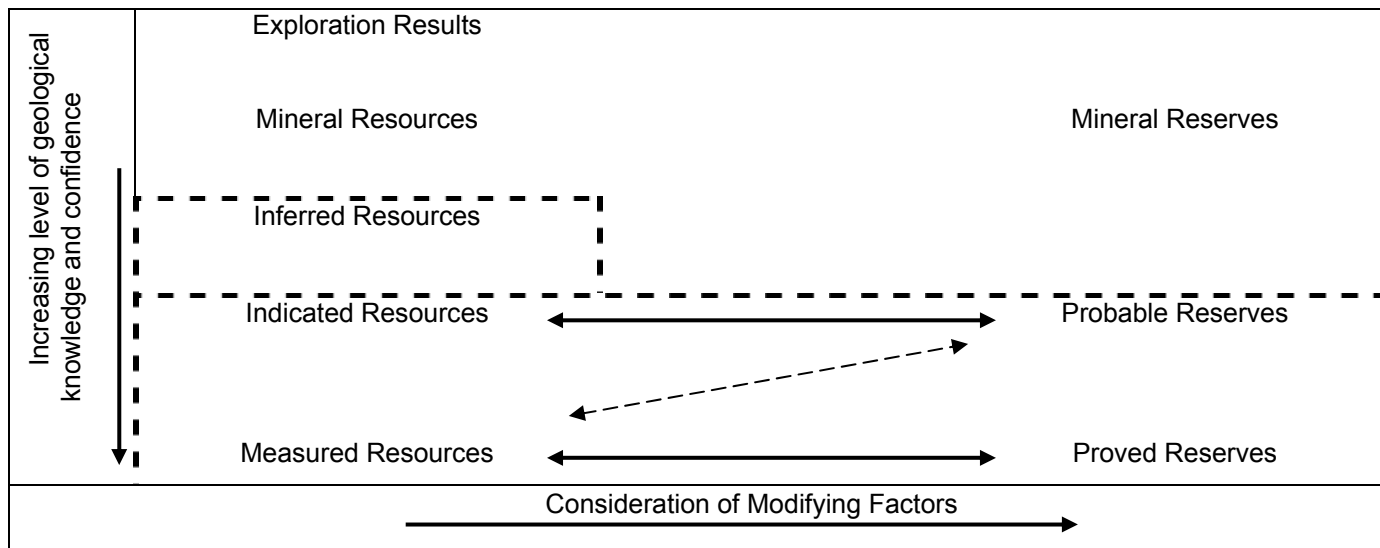 Increasing level of geological
knowledge and confidence
Exploration Results
Mineral Resources
Mineral Reserves
Inferred Resources
Indicated Resources
Probable Reserves
Measured Resources
Proved Reserves
Consideration of Modifying Factors